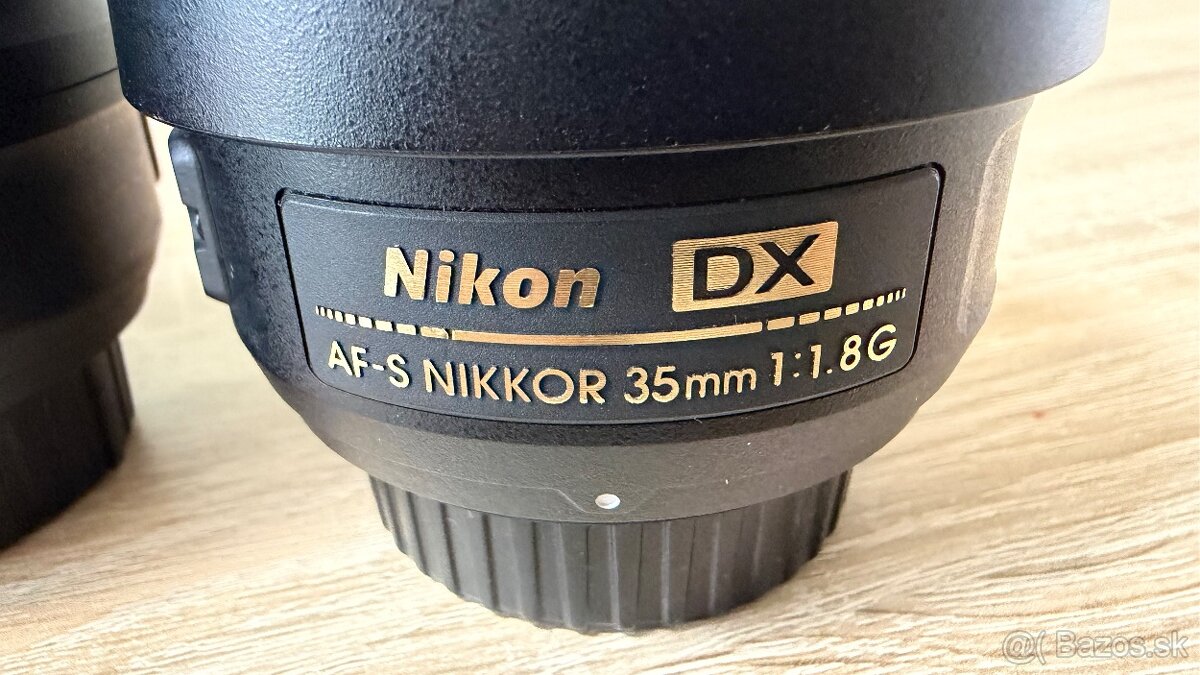 Nikon DX
AF-S NIKKOR 35mm 1:1.8G
@( Bazos.sk